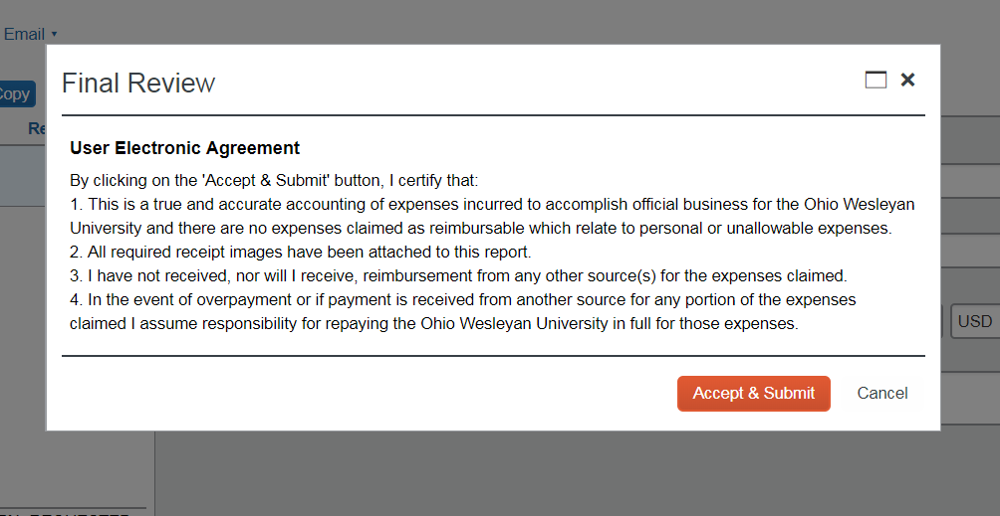 Email
Copy
Final Review
Re
User Electronic Agreement
By clicking on the 'Accept & Submit' button, I certify that:
1. This is a true and accurate accounting of expenses incurred to accomplish official business for the Ohio Wesleyan
University and there are no expenses claimed as reimbursable which relate to personal or unallowable expenses.
2. All required receipt images have been attached to this report.
3. I have not received, nor will I receive, reimbursement from any other source(s) for the expenses claimed.
4. In the event of overpayment or if payment is received from another source for any portion of the expenses
claimed I assume responsibility for repaying the Ohio Wesleyan University in full for those expenses.
USD
Accept & Submit Cancel